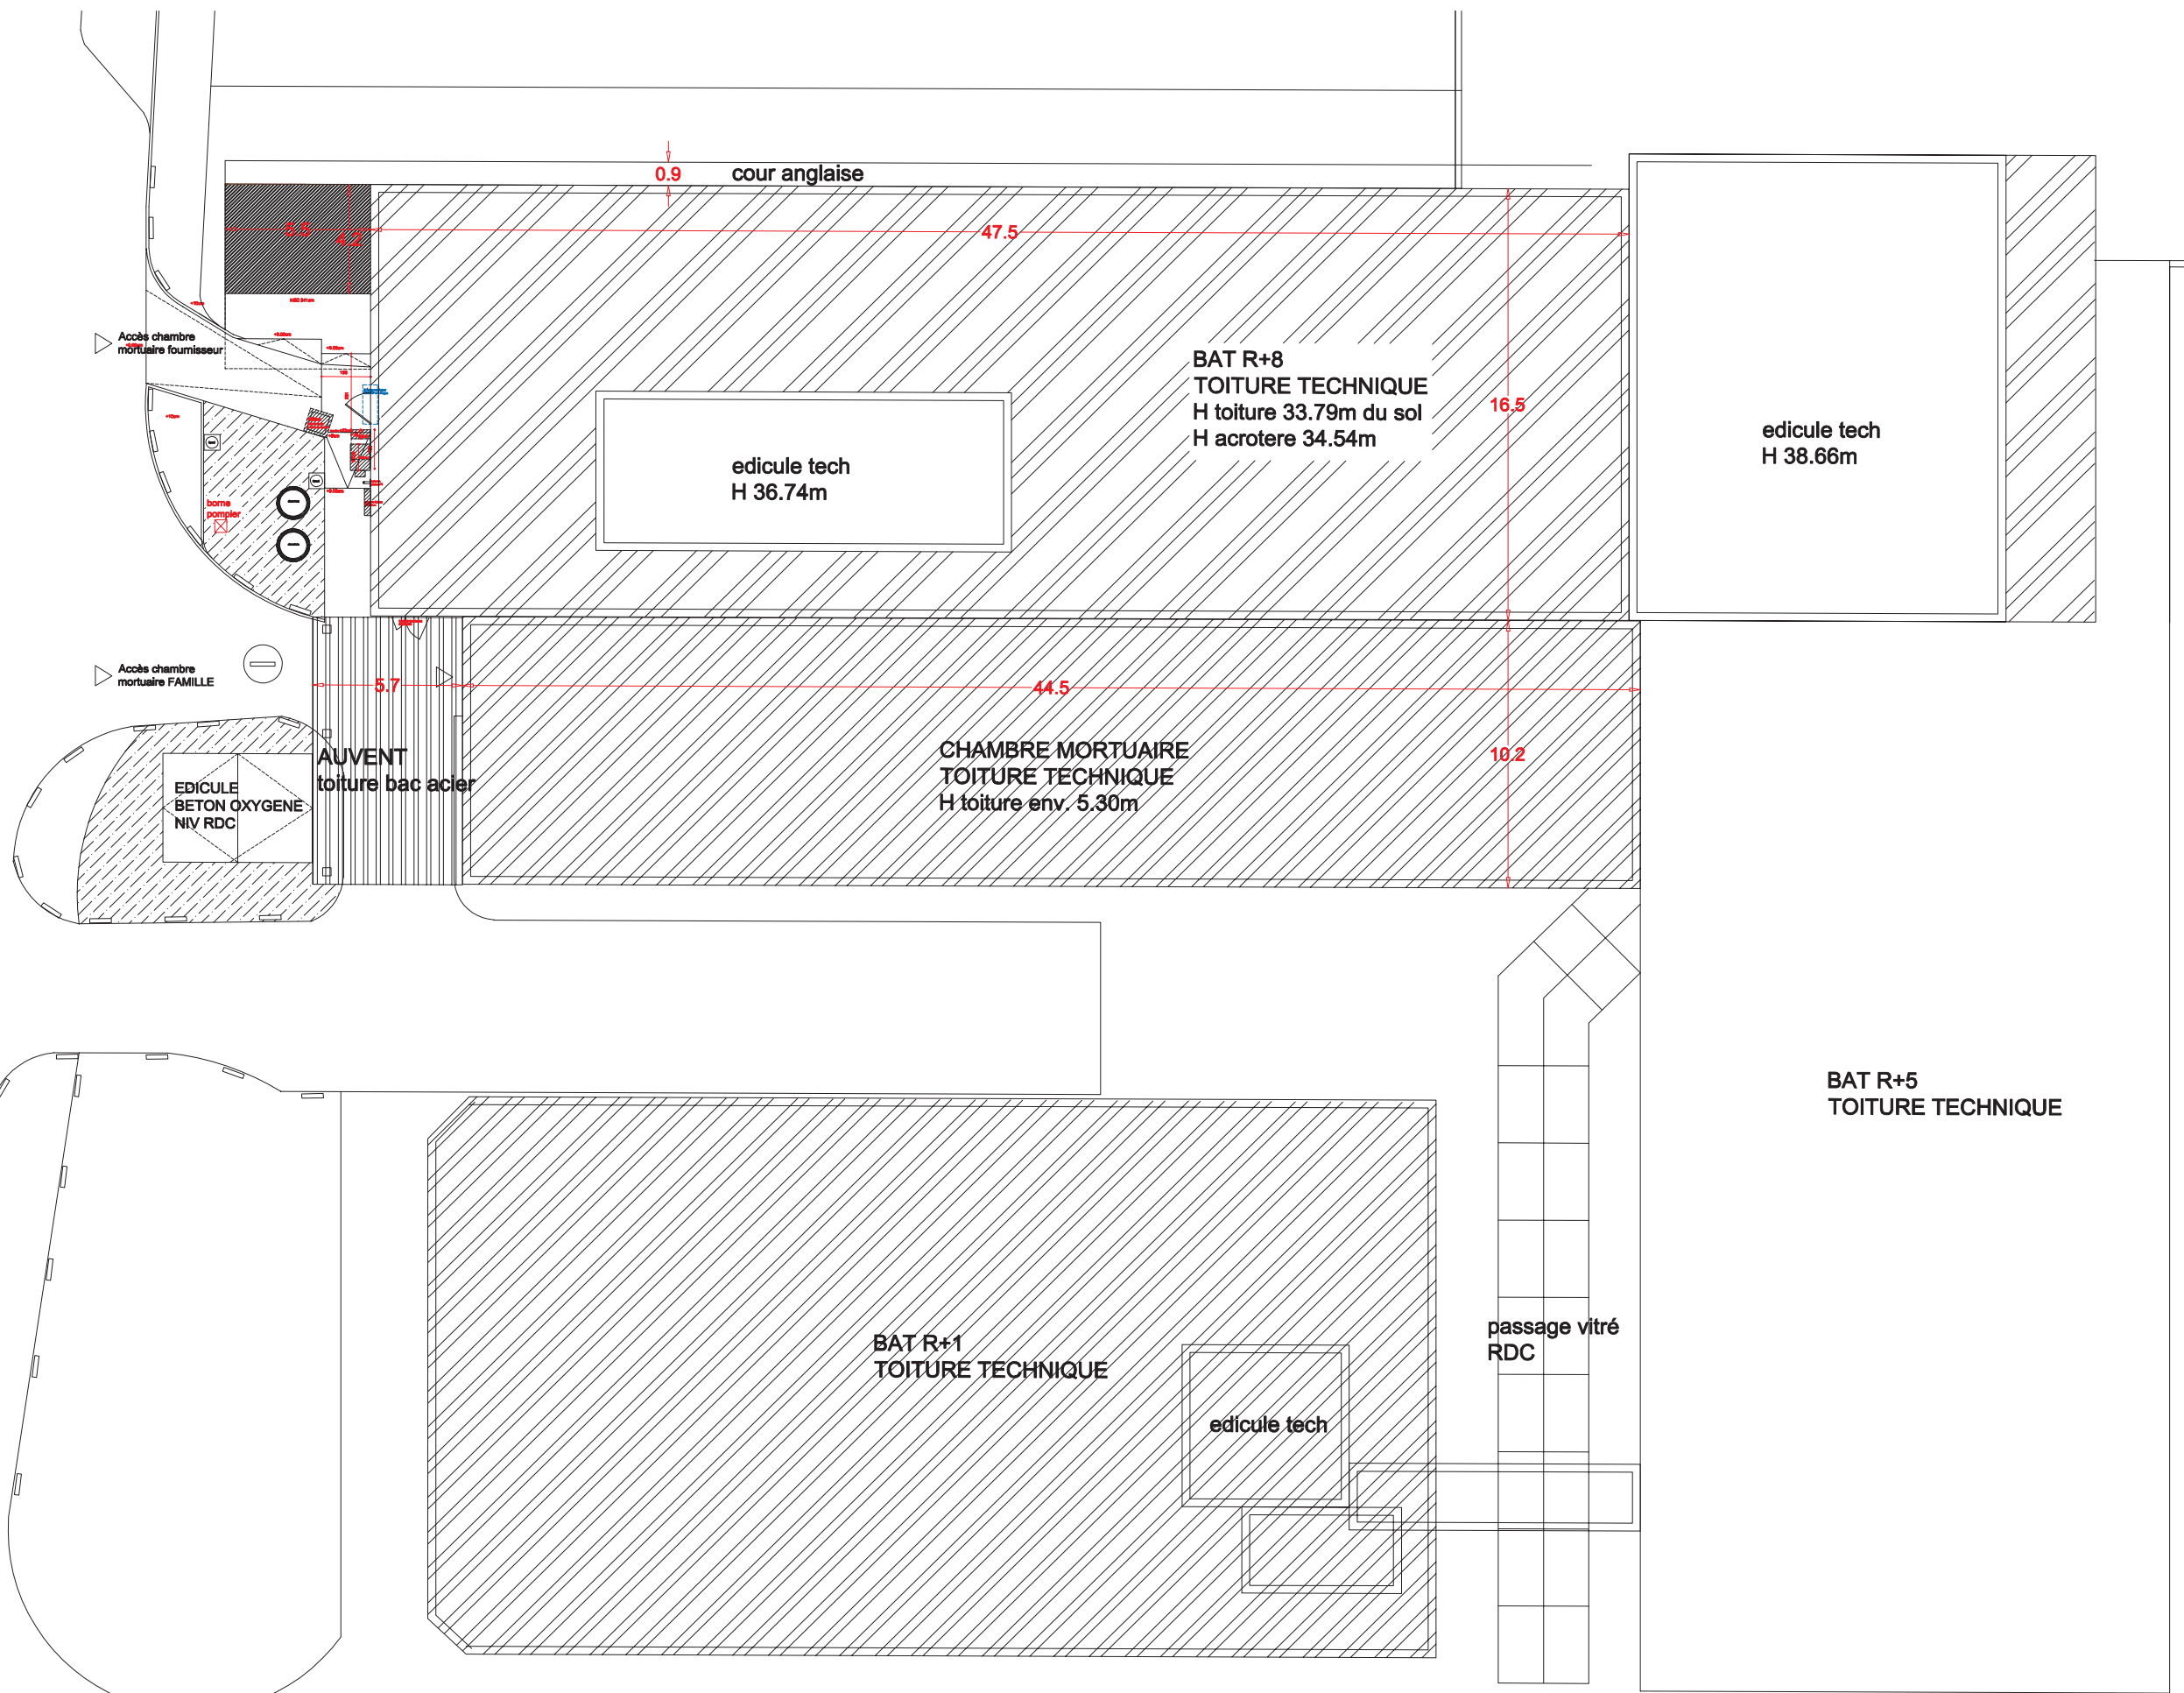 0.9
cour anglaise
5.5
4.2
47.5
Accès chambre
mortuaire fournisseur
BAT R+8
TOITURE TECHNIQUE
H toiture 33.79m du sol
H acrotere 34.54m
16.5
edicule tech
H 38.66m
edicule tech
H 36.74m
borne
pompier
Accès chambre
mortuaire FAMILLE
5.7
44.5
AUVENT
toiture bac acier
CHAMBRE MORTUAIRE
TOITURE TECHNIQUE
H toiture env. 5.30m
10.2
EDICULE
BETON OXYGENE
NIV RDC
BAT R+5
TOITURE TECHNIQUE
passage vitré
RDC
BAT R+1
TOITURE TECHNIQUE
edicule tech